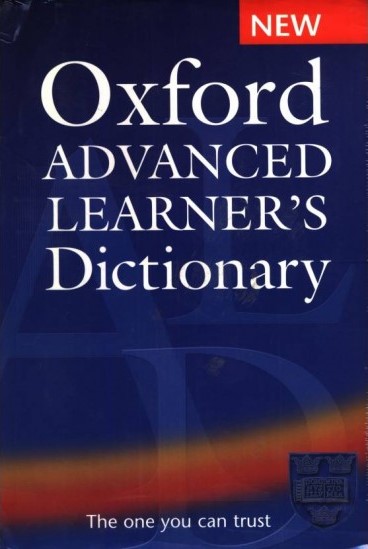 NEW
Oxford
ADVANCED
LEARNER'S
Dictionary
The one you can trust